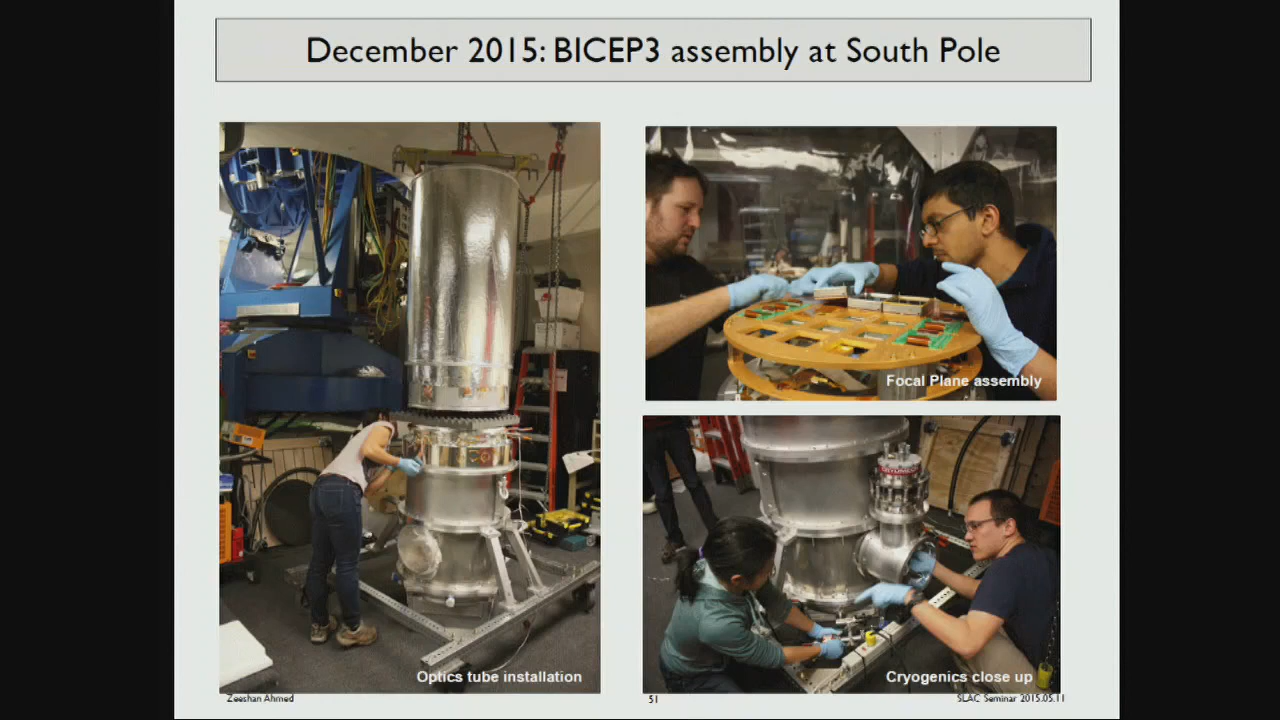 December 2015: BICEP3 assembly at South Pole
Focal Plane assembly
Optics tube installation
Cryogenics close up
Zeeshan Ahmed
51
SLAC Seminar 2015.05.11